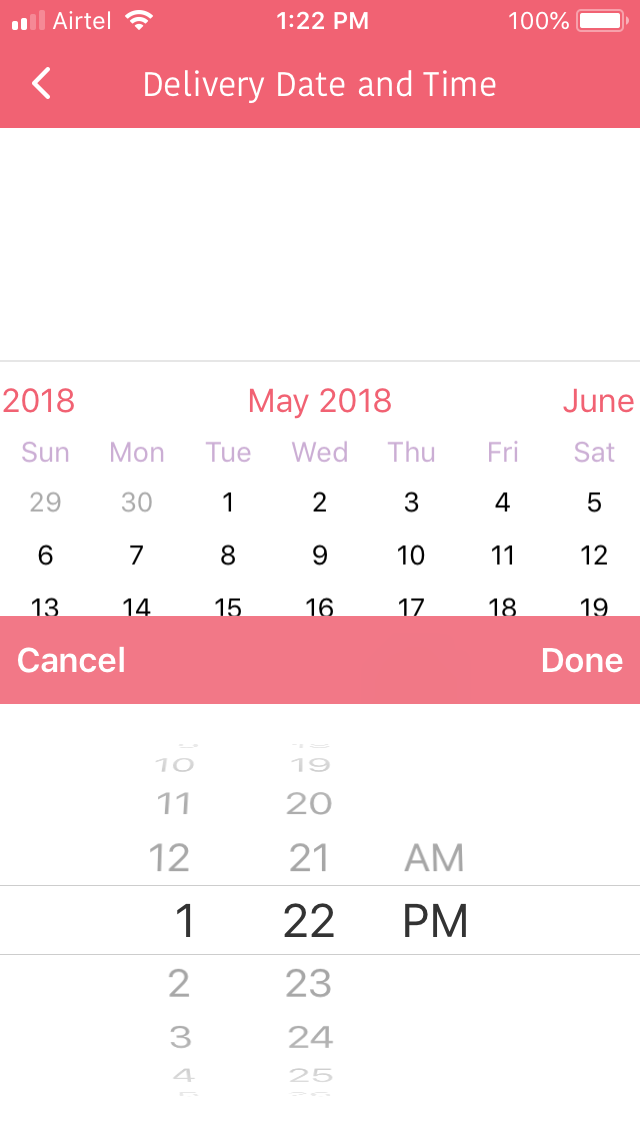 Airtel 1:22 PM 100%
Delivery Date and Time
2018 May 2018 June
Sun Mon Tue Wed Thu Fri Sat
29 30 1 2 3 4 5
6 7 8 9 10 11 12
13 14 15 16 17 18 19
Cancel Done
10 19
11 20
12 21 AM
1 22 PM
2 23
3 24
4 25